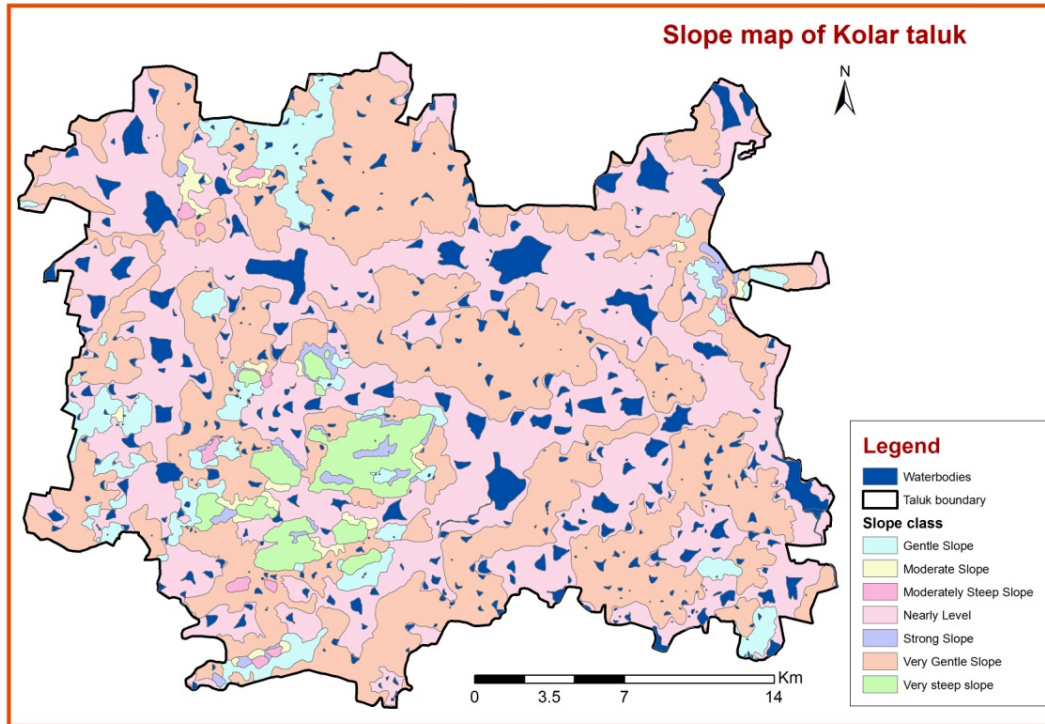 Slope map of Kolar taluk
N
Legend
Waterbodies
Taluk boundary
Slope class
Gentle Slope
Moderate Slope
Moderately Steep Slope
Nearly Level
Strong Slope
Very Gentle Slope
Very steep slope
Km
0 3.5 7 14